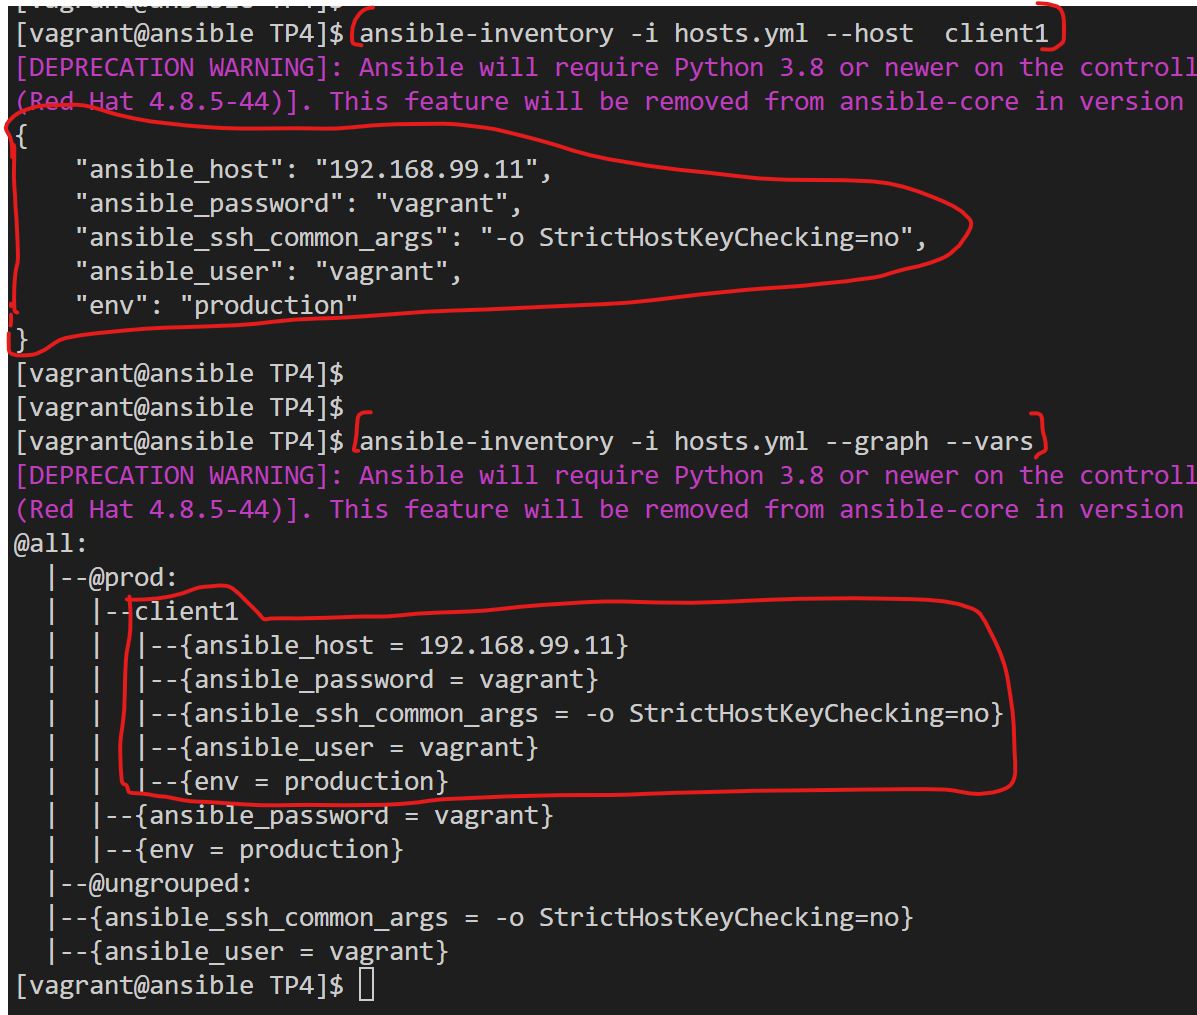 [vagrant@ansible TP4]$
[vagrant@ansible TP4]$ ansible-inventory -i hosts.yml --host  client1
[DEPRECATION WARNING]: Ansible will require Python 3.8 or newer on the controll
(Red Hat 4.8.5-44)]. This feature will be removed from ansible-core in version
{
    "ansible_host": "192.168.99.11",
    "ansible_password": "vagrant",
    "ansible_ssh_common_args": "-o StrictHostKeyChecking=no",
    "ansible_user": "vagrant",
    "env": "production"
}
[vagrant@ansible TP4]$
[vagrant@ansible TP4]$
[vagrant@ansible TP4]$ ansible-inventory -i hosts.yml --graph --vars
[DEPRECATION WARNING]: Ansible will require Python 3.8 or newer on the controll
(Red Hat 4.8.5-44)]. This feature will be removed from ansible-core in version
@all:
  |--@prod:
  |  |--client1
  |  |  |--{ansible_host = 192.168.99.11}
  |  |  |--{ansible_password = vagrant}
  |  |  |--{ansible_ssh_common_args = -o StrictHostKeyChecking=no}
  |  |  |--{ansible_user = vagrant}
  |  |  |--{env = production}
  |  |--{ansible_password = vagrant}
  |  |--{env = production}
  |--@ungrouped:
  |--{ansible_ssh_common_args = -o StrictHostKeyChecking=no}
  |--{ansible_user = vagrant}
[vagrant@ansible TP4]$